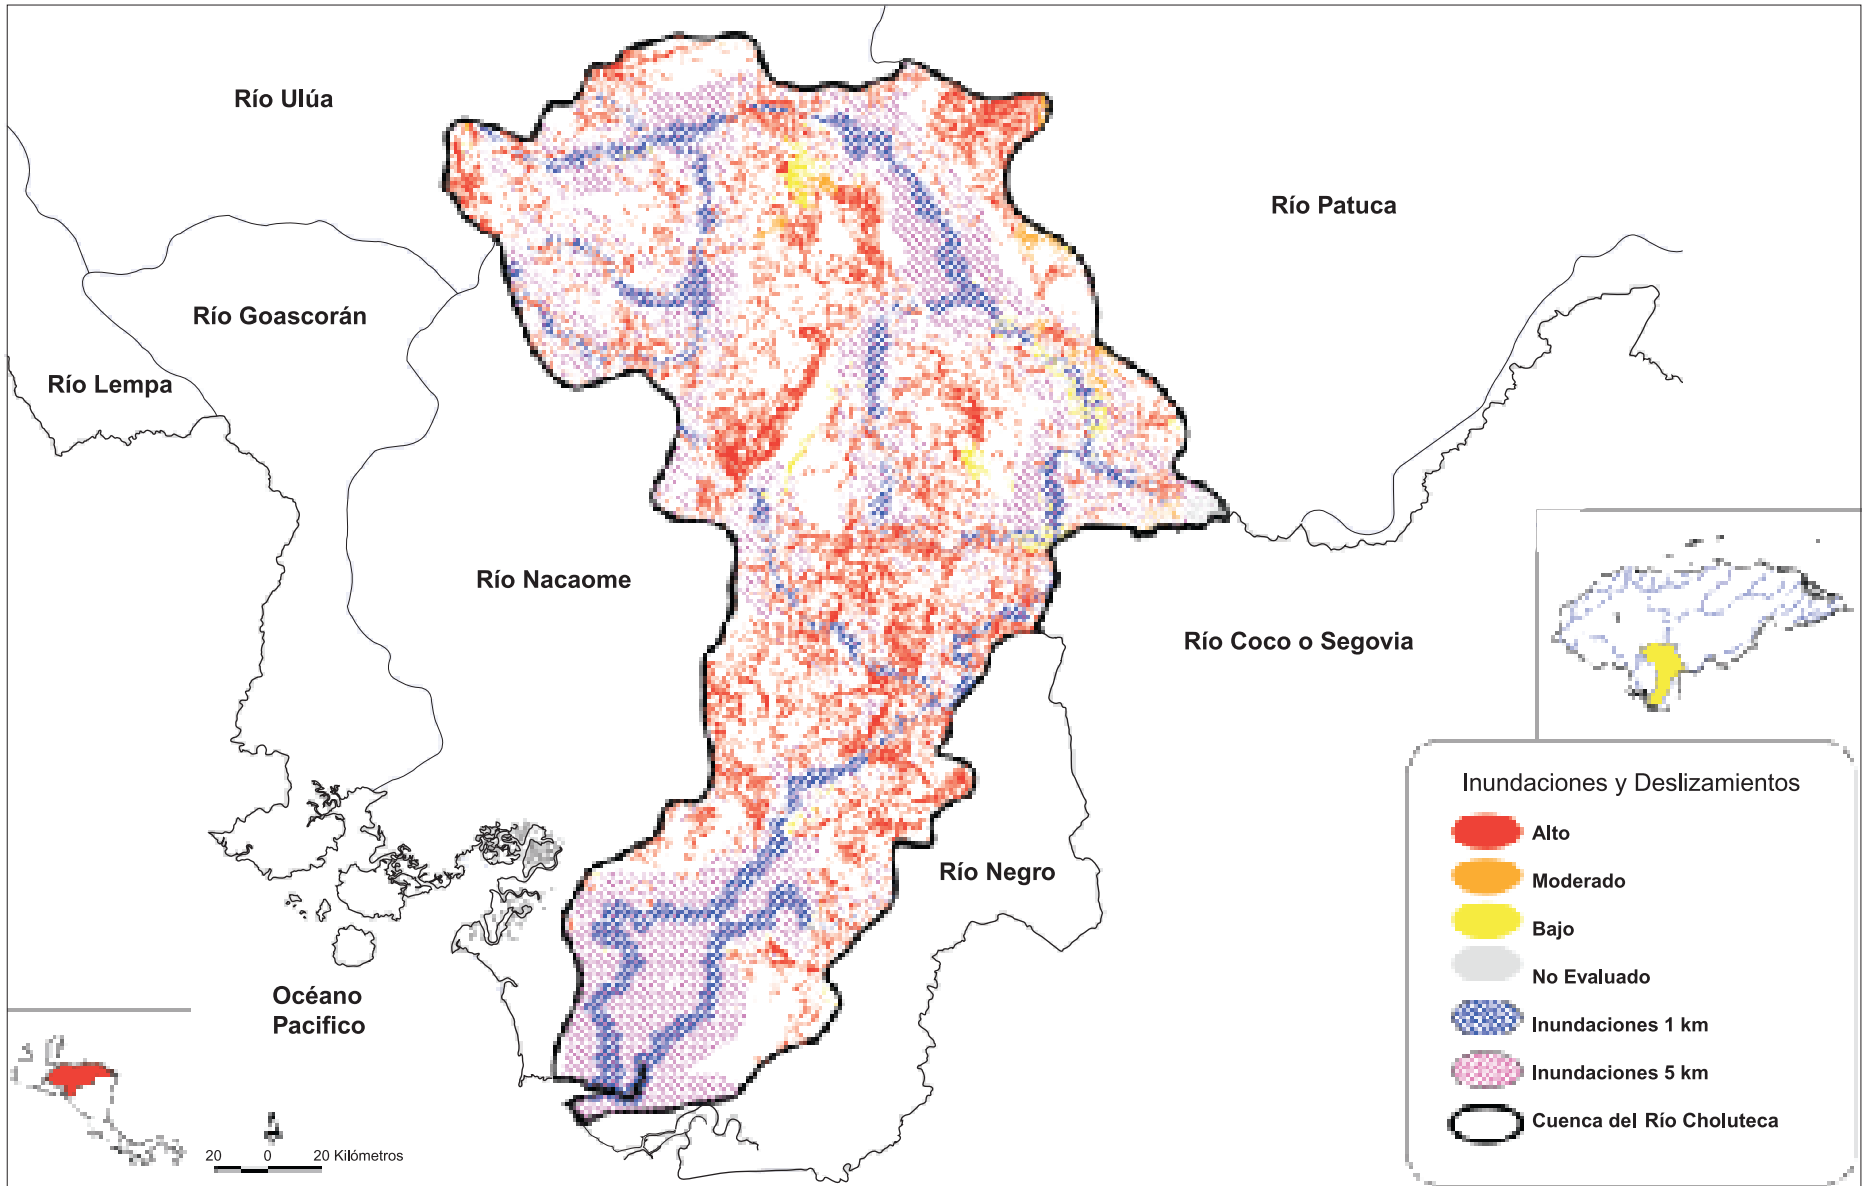 Río Ulúa
Río Patuca
Río Goascorán
Río Lempa
Río Nacaome
Río Coco o Segovia
Río Negro
Océano
Pacifico
20 0 20 Kilómetros
Inundaciones y Deslizamientos
Alto
Moderado
Bajo
No Evaluado
Inundaciones 1 km
Inundaciones 5 km
Cuenca del Río Choluteca